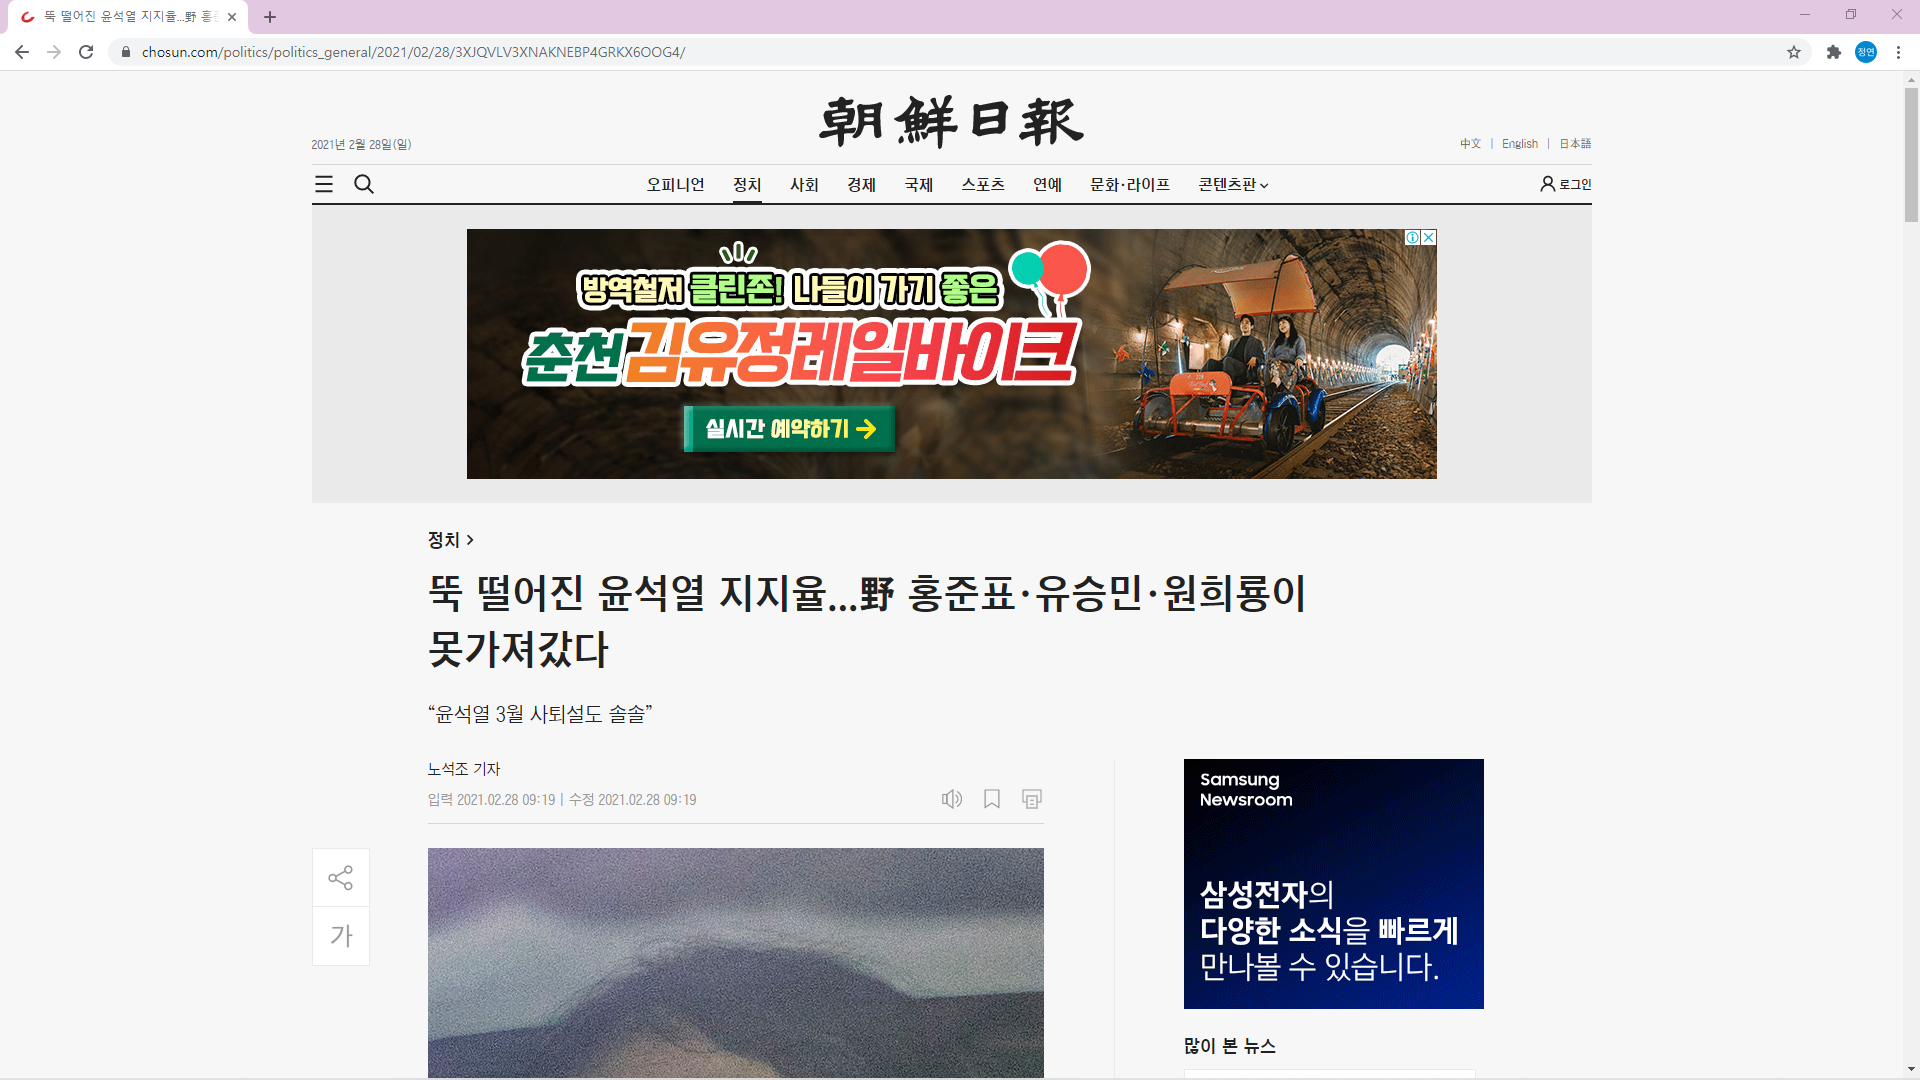 뚝 떨어진 윤석열 지지율...野 홍
chosun.com/politics/politics_general/2021/02/28/3XJQVLV3XNAKNEBP4GRKX6OOG4/
정연
朝鮮日報
2021년 2월 28일(일)
中文 | English | 日本語
오피니언 정치 사회 경제 국제 스포츠 연예 문화·라이프 콘텐츠판
로그인
방역철저 클린존! 나들이 가기 좋은
춘천 김유정레일바이크
실시간 예약하기
정치
뚝 떨어진 윤석열 지지율...野 홍준표·유승민·원희룡이
못가져갔다
“윤석열 3월 사퇴설도 솔솔”
노석조 기자
입력 2021.02.28 09:19 | 수정 2021.02.28 09:19
가
Samsung
Newsroom
삼성전자의
다양한 소식을 빠르게
만나볼 수 있습니다.
많이 본 뉴스